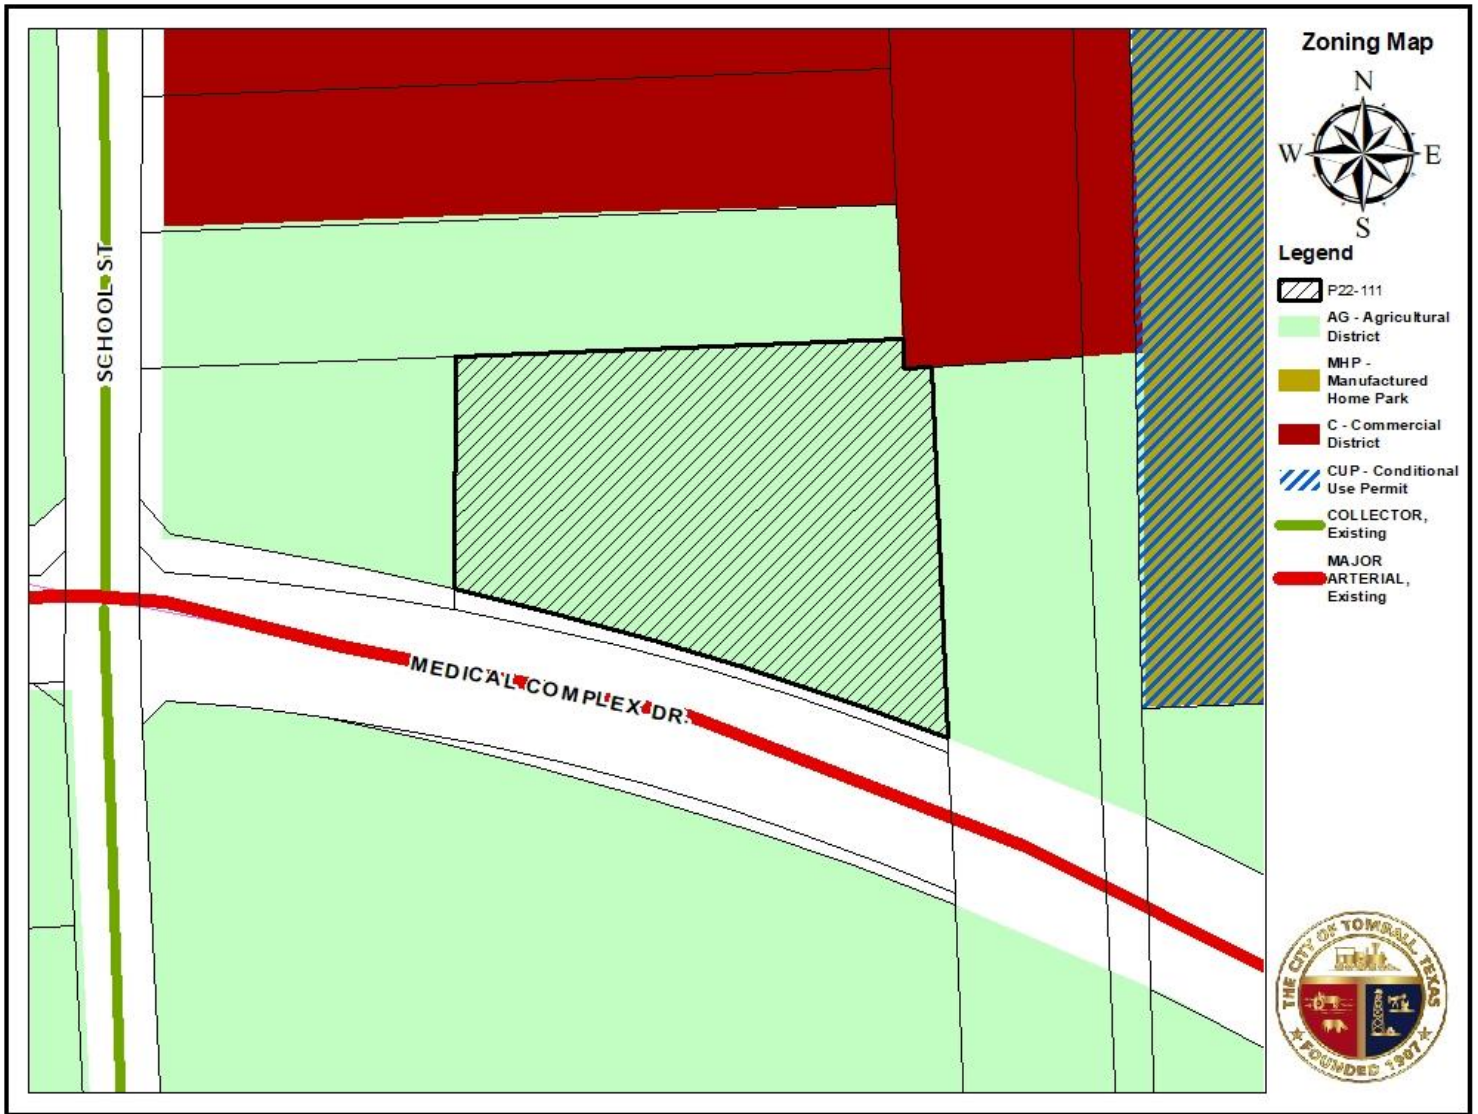 Zoning Map
N
W E
S
Legend
P22-111
AG - Agricultural
District
MHP -
Manufactured
Home Park
C - Commercial
District
CUP - Conditional
Use Permit
COLLECTOR,
Existing
MAJOR
ARTERIAL,
Existing
SCHOOL ST
MEDICAL COMPLEX DR
THE CITY OF TOMBALL, TEXAS
FOUNDED 1907